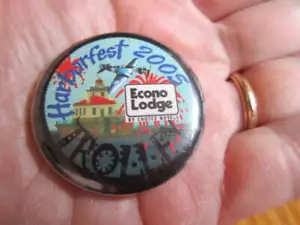 Harborfest 2005
Econo
Lodge
BY CHOICE HOTELS